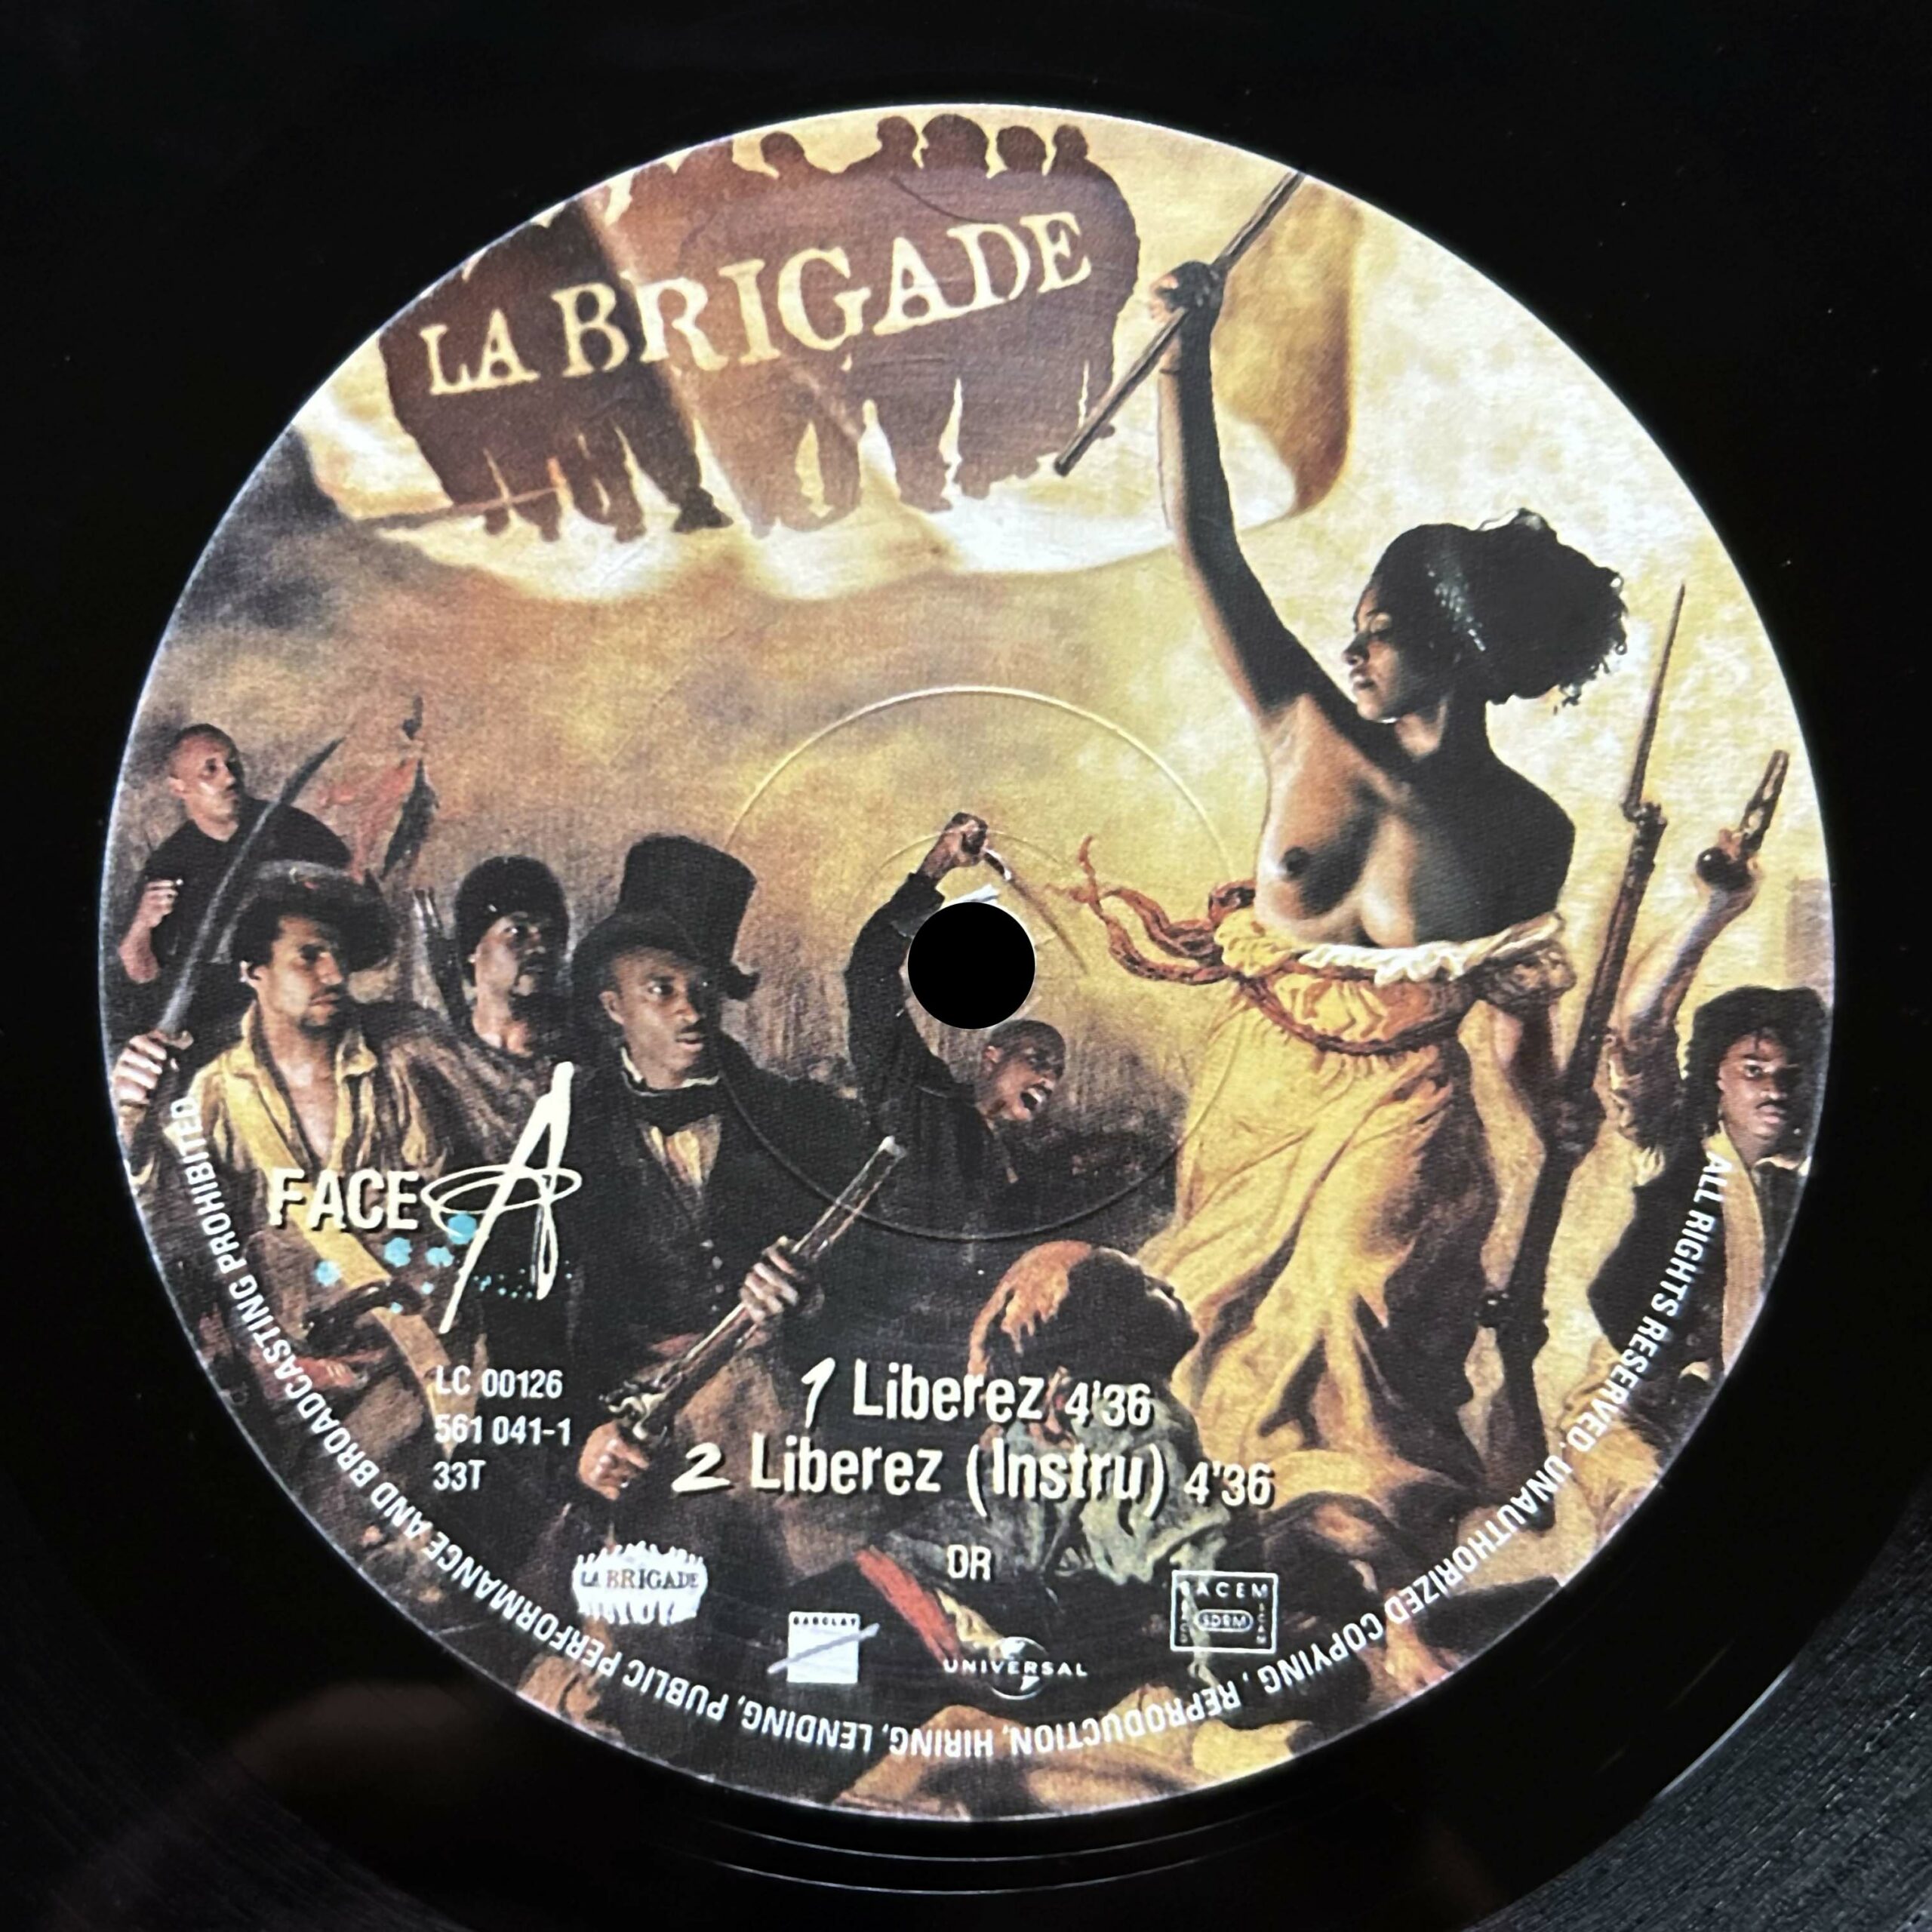 LA BRIGADE
FACE A
LC 00126
561 041-1
33T
1 Liberez 4'36
2 Liberez (Instru) 4'36
LA BRIGADE
BARCLAY
DR
UNIVERSAL
SACEM
SDRM
ALL RIGHTS RESERVED. UNAUTHORIZED COPYING, REPRODUCTION, HIRING, LENDING, PUBLIC PERFORMANCE AND BROADCASTING PROHIBITED